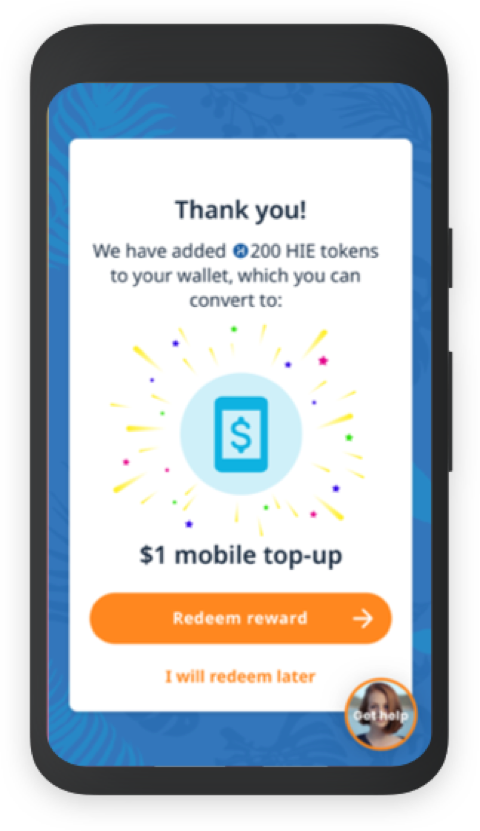 Thank you!
We have added 200 HIE tokens
to your wallet, which you can
convert to:
$
$1 mobile top-up
Redeem reward
I will redeem later
Get help